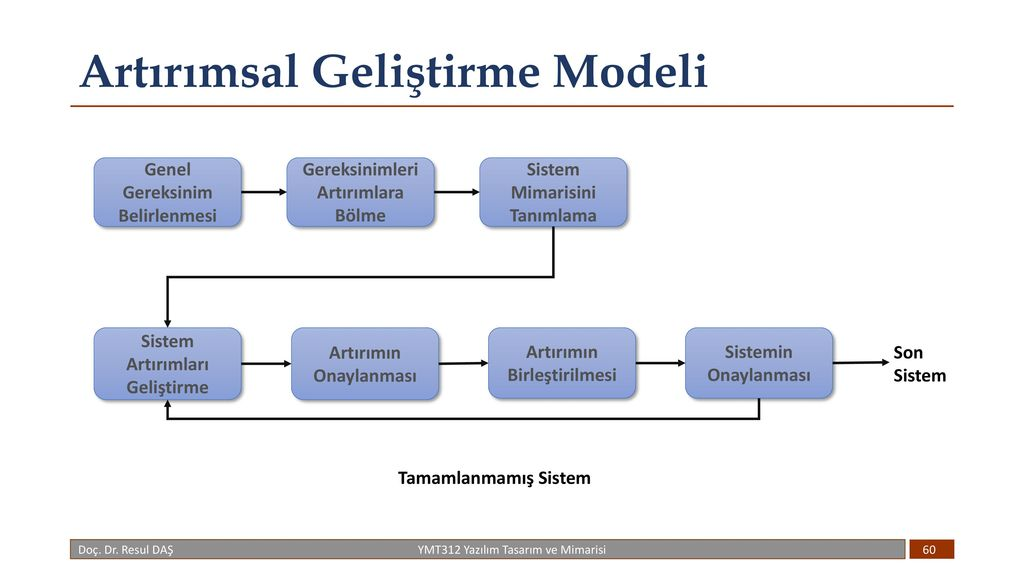 Artırımsal Geliştirme Modeli
Genel
Gereksinim
Belirlenmesi
Gereksinimleri
Artırımlara
Bölme
Sistem
Mimarisini
Tanımlama
Sistem
Artırımları
Geliştirme
Artırımın
Onaylanması
Artırımın
Birleştirilmesi
Sistemin
Onaylanması
Son
Sistem
Tamamlanmamış Sistem
Doç. Dr. Resul DAŞ
YMT312 Yazılım Tasarım ve Mimarisi
60